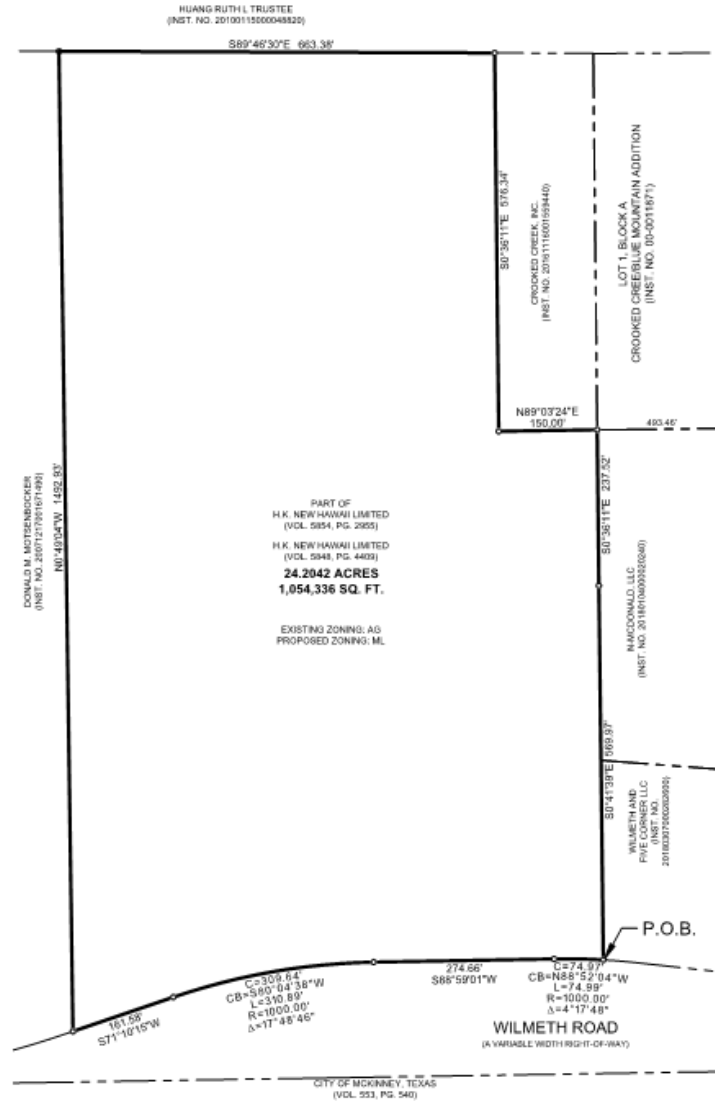 HUANG RUTH L TRUSTEE
(INST. NO. 20100115000048820)
S89°46'30"E 663.38'
S0°36'11"E 576.34'
CROOKED CREEK, INC.
(INST. NO. 20161116001559440)
LOT 1, BLOCK A
CROOKED CREE/BLUE MOUNTAIN ADDITION
(INST. NO. 00-0011671)
N89°03'24"E
150.00'
493.46'
DONALD M. MOTSENBOCKER
(INST. NO. 20071217001671490)
N0°49'04"W 1492.93'
PART OF
H.K. NEW HAWAII LIMITED
(VOL. 5854, PG. 2955)
H.K. NEW HAWAII LIMITED
(VOL. 5848, PG. 4409)
24.2042 ACRES
1,054,336 SQ. FT.
EXISTING ZONING: AG
PROPOSED ZONING: ML
S0°36'11"E 237.52'
N-MCDONALD, LLC
(INST. NO. 20180104000020240)
S0°41'39"E 569.97'
WILMETH AND
FIVE CORNER LLC
(INST. NO.
P.O.B.
161.58'
S71°10'15"W
C=309.64'
CB=S80°04'38"W
L=310.89'
R=1000.00'
Δ=17°48'46"
274.66'
S88°59'01"W
C=74.97'
CB=N88°52'04"W
L=74.99'
R=1000.00'
Δ=4°17'48"
WILMETH ROAD
(A VARIABLE WIDTH RIGHT-OF-WAY)
CITY OF MCKINNEY, TEXAS
(VOL. 553, PG. 540)